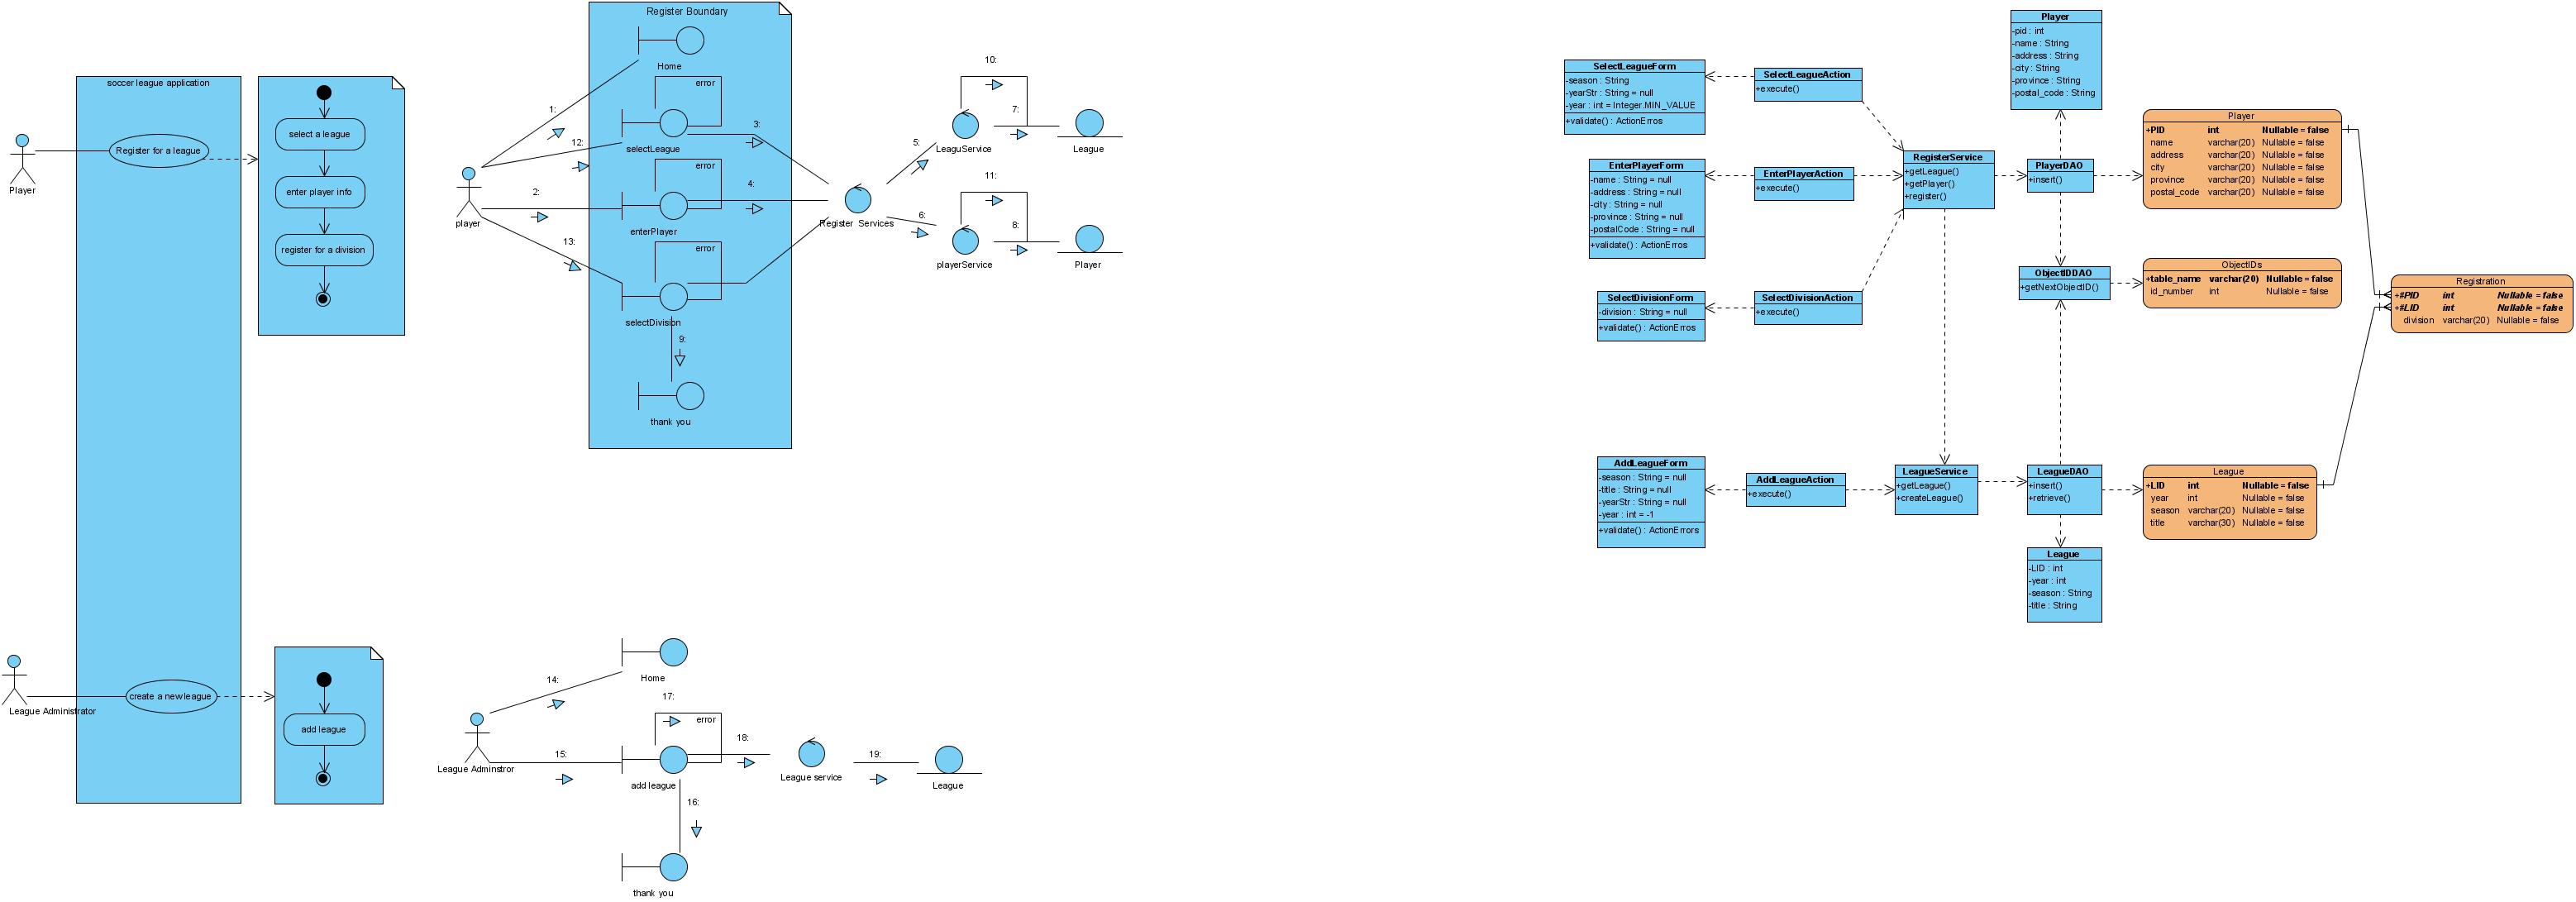 soccer league application
Player
Register for a league
select a league
enter player info
register for a division
League Administrator
create a new league
add league
Register Boundary
Home
error
selectLeague
error
enterPlayer
error
selectDivision
thank you
player
1:
12:
2:
13:
3:
4:
9:
Register Services
5:
6:
10:
LeaguService
7:
League
11:
playerService
8:
Player
League Adminstror
14:
Home
17:
error
15:
add league
18:
League service
19:
League
16:
thank you
SelectLeagueForm
-season : String
-yearStr : String = null
-year : int = Integer.MIN_VALUE
+validate() : ActionErros
SelectLeagueAction
+execute()
EnterPlayerForm
-name : String = null
-address : String = null
-city : String = null
-province : String = null
-postalCode : String = null
+validate() : ActionErros
EnterPlayerAction
+execute()
SelectDivisionForm
-division : String = null
+validate() : ActionErros
SelectDivisionAction
+execute()
AddLeagueForm
-season : String = null
-title : String = null
-yearStr : String = null
-year : int = -1
+validate() : ActionErrors
AddLeagueAction
+execute()
RegisterService
+getLeague()
+getPlayer()
+register()
LeagueService
+getLeague()
+createLeague()
Player
-pid : int
-name : String
-address : String
-city : String
-province : String
-postal_code : String
PlayerDAO
+insert()
ObjectIDDAO
+getNextObjectID()
LeagueDAO
+insert()
+retrieve()
League
-LID : int
-year : int
-season : String
-title : String
Player
+PID int Nullable = false
name varchar(20) Nullable = false
address varchar(20) Nullable = false
city varchar(20) Nullable = false
province varchar(20) Nullable = false
postal_code varchar(20) Nullable = false
ObjectIDs
+table_name varchar(20) Nullable = false
id_number int Nullable = false
League
+LID int Nullable = false
year int Nullable = false
season varchar(20) Nullable = false
title varchar(30) Nullable = false
Registration
+#PID int Nullable = false
+#LID int Nullable = false
division varchar(20) Nullable = false